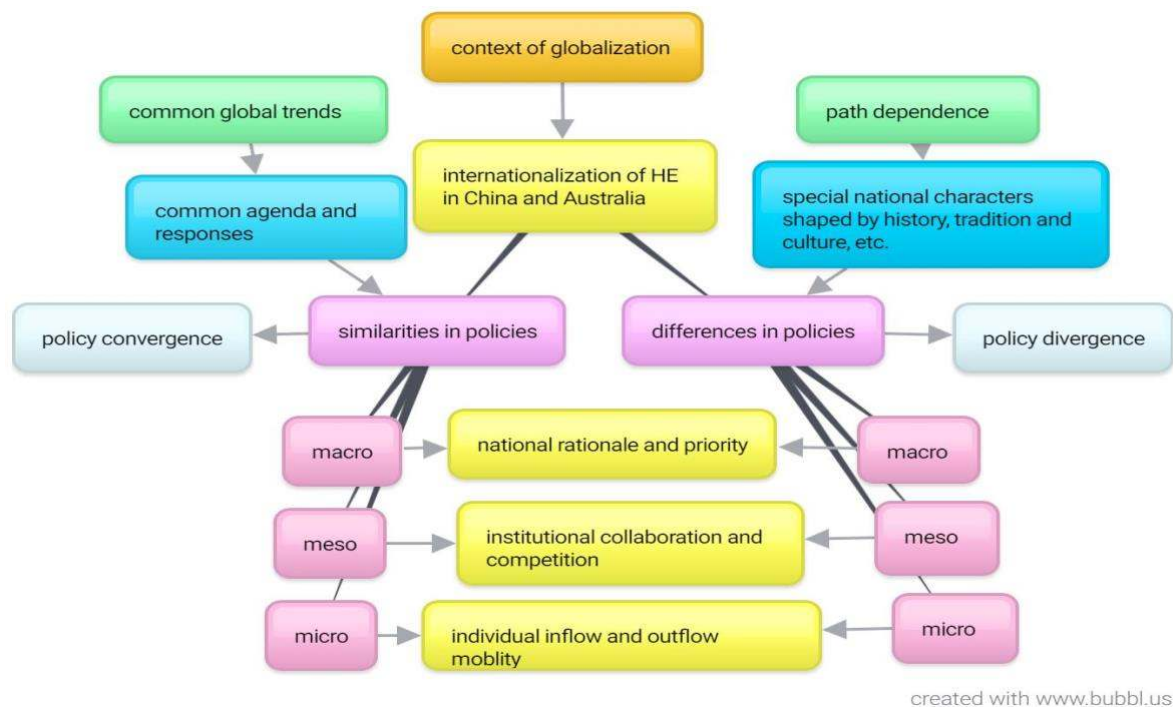 context of globalization
common global trends
path dependence
internationalization of HE
in China and Australia
common agenda and
responses
special national characters
shaped by history, tradition and
culture, etc.
policy convergence
similarities in policies
differences in policies
policy divergence
macro
national rationale and priority
macro
meso
institutional collaboration and
competition
meso
micro
individual inflow and outflow
moblity
micro
created with www.bubbl.us